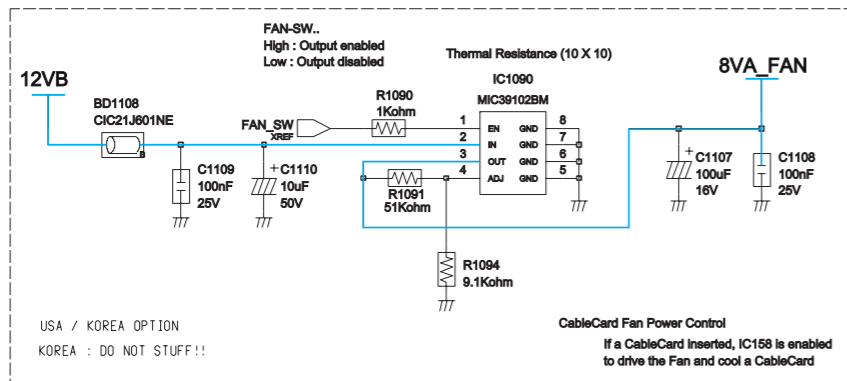 FAN-SW..
High : Output enabled
Low : Output disabled
Thermal Resistance (10 X 10)
12VB
8VA_FAN
IC1090
MIC39102BM
BD1108
CIC21J601NE
B
R1090
1Kohm
FAN_SW
XREF
1 EN GND 8
2 IN GND 7
3 OUT GND 6
4 ADJ GND 5
C1109
100nF
25V
+
C1110
10uF
50V
R1091
51Kohm
+
C1107
100uF
16V
C1108
100nF
25V
R1094
9.1Kohm
USA / KOREA OPTION
KOREA : DO NOT STUFF!!
CableCard Fan Power Control
If a CableCard inserted, IC158 is enabled
to drive the Fan and cool a CableCard